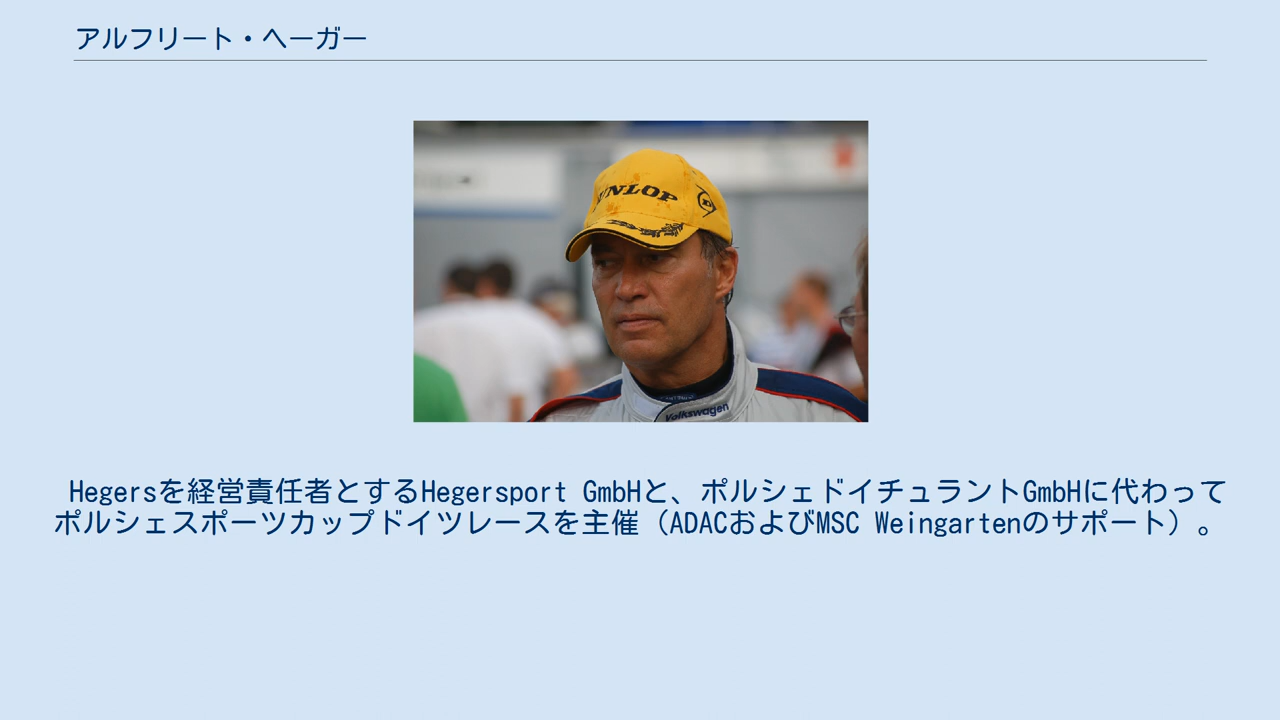 アルフリート・ヘーガー
DUNLOP
D
Volkswagen
Hegersを経営責任者とするHegersport GmbHと、ポルシェドイチュラントGmbHに代わって
ポルシェスポーツカップドイツレースを主催（ADACおよびMSC Weingartenのサポート）。